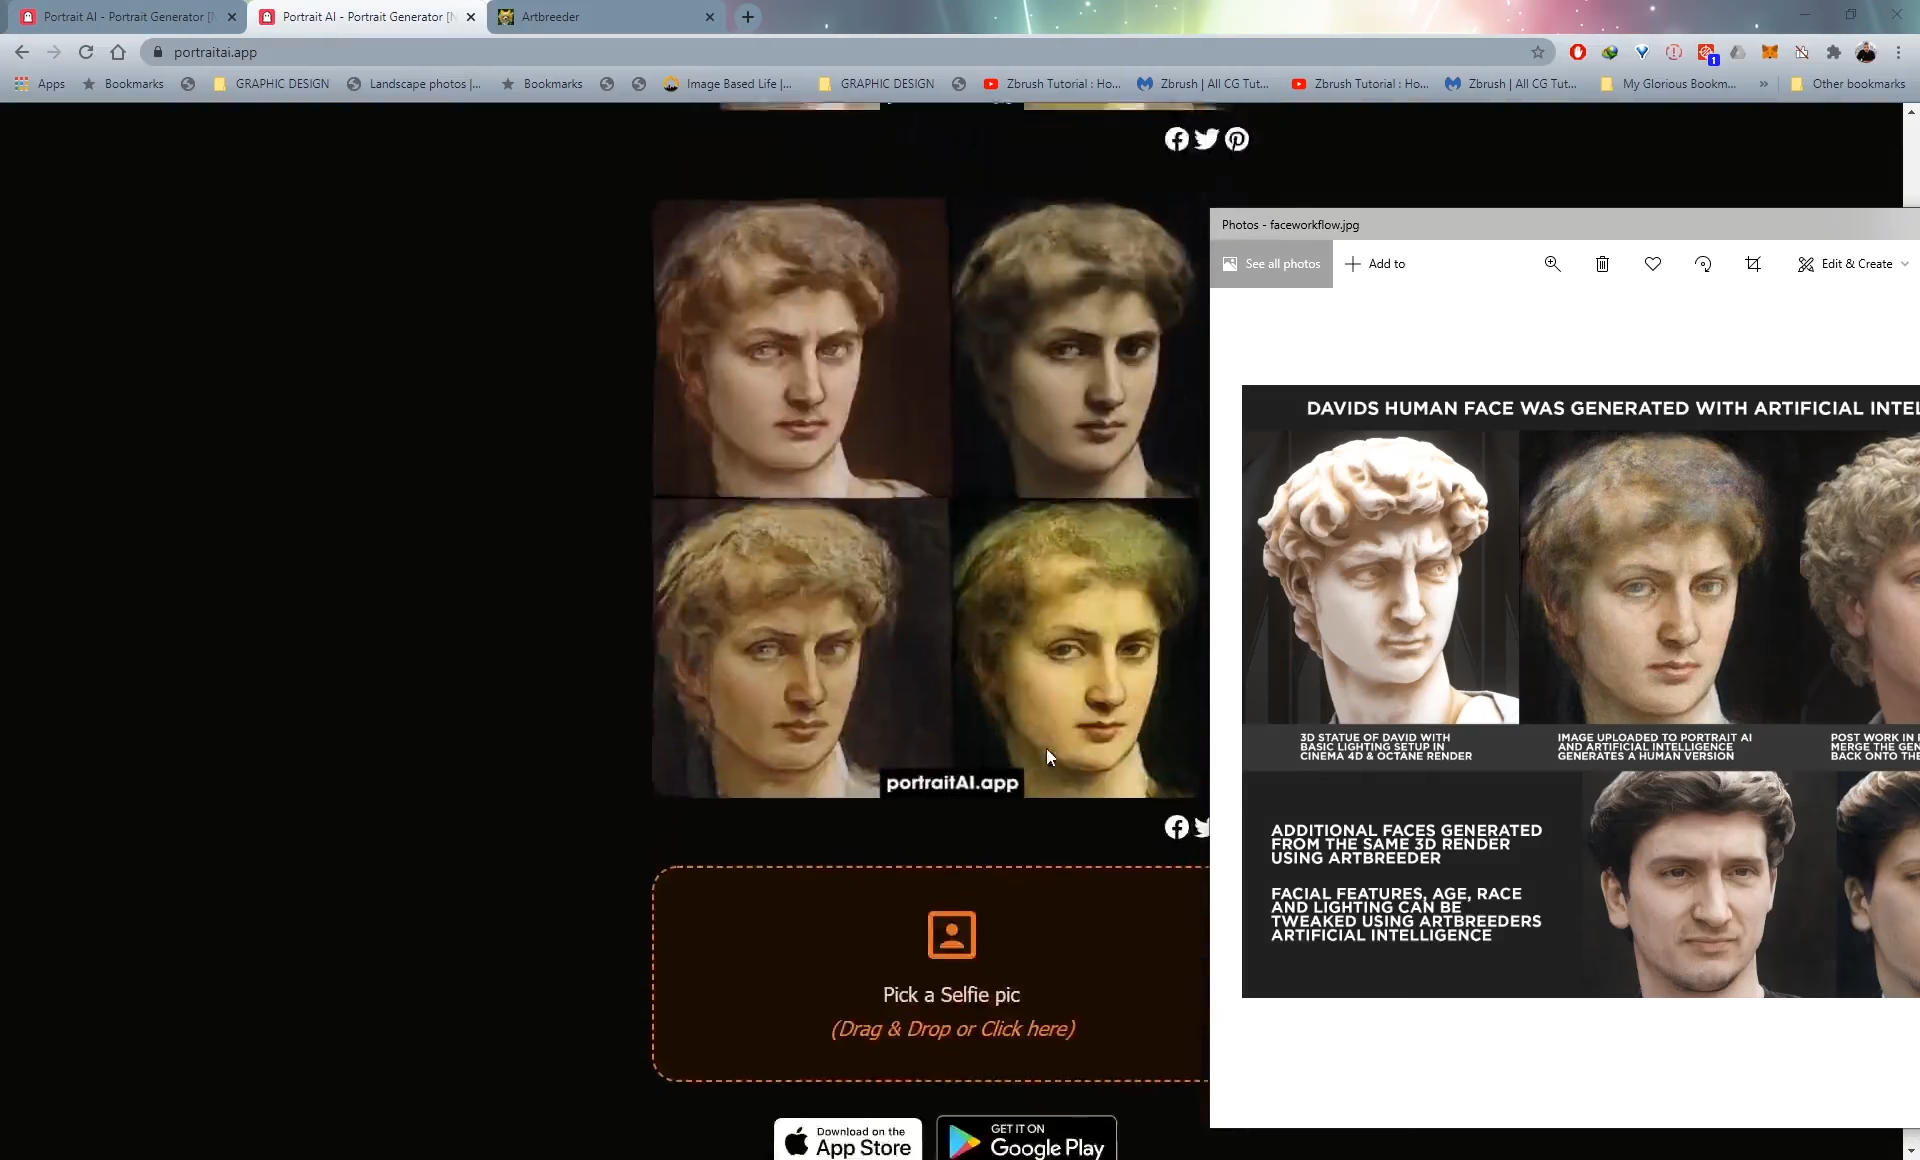 Portrait AI - Portrait Generator [N
Portrait AI - Portrait Generator [N
Artbreeder
portraitai.app
1
Apps
Bookmarks
GRAPHIC DESIGN
Landscape photos |...
Bookmarks
Image Based Life |...
GRAPHIC DESIGN
Zbrush Tutorial : Ho...
Zbrush | All CG Tut...
Zbrush Tutorial : Ho...
Zbrush | All CG Tut...
My Glorious Bookm...
Other bookmarks
Photos - faceworkflow.jpg
See all photos
Add to
Edit & Create
DAVIDS HUMAN FACE WAS GENERATED WITH ARTIFICIAL INTEL
3D STATUE OF DAVID WITH
BASIC LIGHTING SETUP IN
CINEMA 4D & OCTANE RENDER
IMAGE UPLOADED TO PORTRAIT AI
AND ARTIFICIAL INTELLIGENCE
GENERATES A HUMAN VERSION
POST WORK IN
MERGE THE GEN
BACK ONTO THE
ADDITIONAL FACES GENERATED
FROM THE SAME 3D RENDER
USING ARTBREEDER
FACIAL FEATURES, AGE, RACE
AND LIGHTING CAN BE
TWEAKED USING ARTBREEDERS
ARTIFICIAL INTELLIGENCE
portraitAI.app
Pick a Selfie pic
(Drag & Drop or Click here)
Download on the
App Store
GET IT ON
Google Play